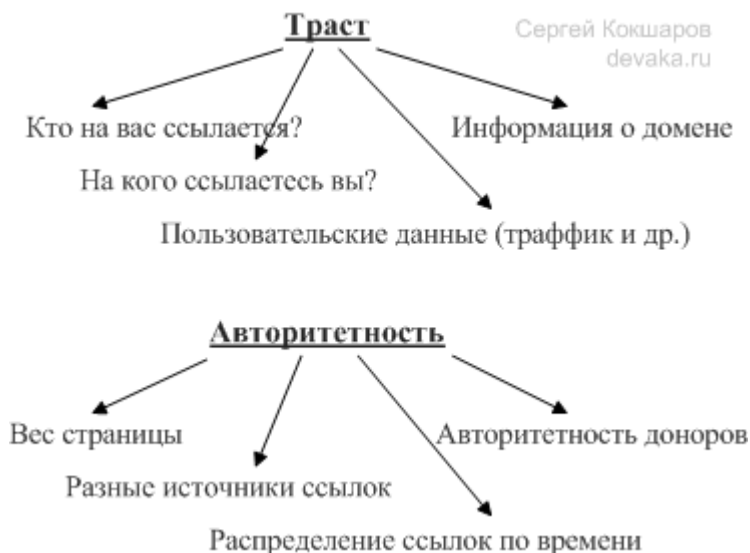 Траст
Сергей Кокшаров
devaka.ru
Кто на вас ссылается?
Информация о домене
На кого ссылаетесь вы?
Пользовательские данные (траффик и др.)
Авторитетность
Вес страницы
Авторитетность доноров
Разные источники ссылок
Распределение ссылок по времени